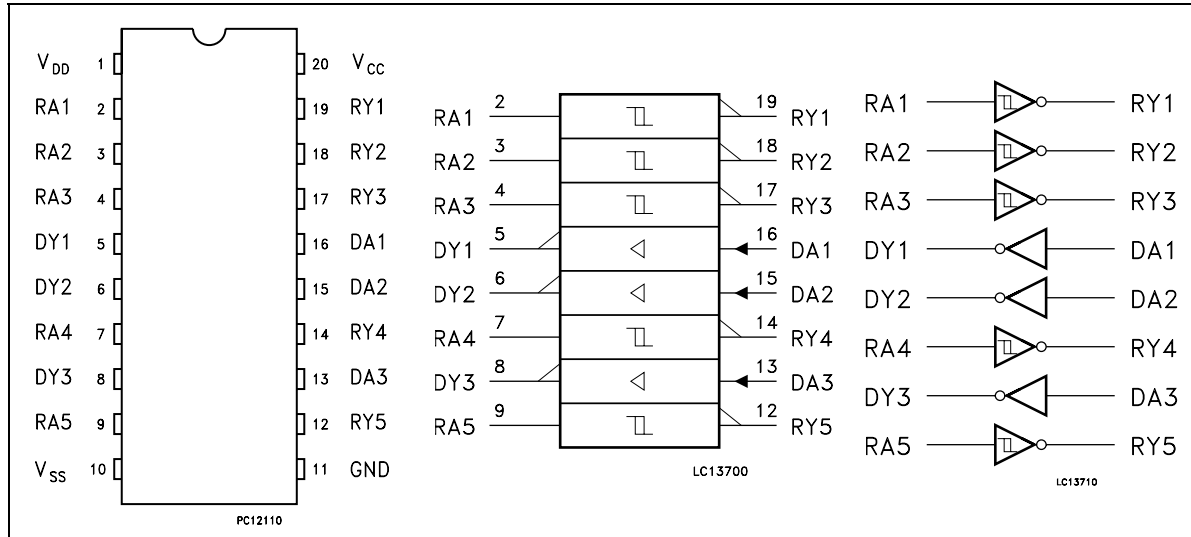 VDD 1 20 VCC
RA1 2 19 RY1
RA2 3 18 RY2
RA3 4 17 RY3
DY1 5 16 DA1
DY2 6 15 DA2
RA4 7 14 RY4
DY3 8 13 DA3
RA5 9 12 RY5
VSS 10 11 GND
PC12110
RA1 2 19 RY1
RA2 3 18 RY2
RA3 4 17 RY3
DY1 5 16 DA1
DY2 6 15 DA2
RA4 7 14 RY4
DY3 8 13 DA3
RA5 9 12 RY5
LC13700
RA1 RY1
RA2 RY2
RA3 RY3
DY1 DA1
DY2 DA2
RA4 RY4
DY3 DA3
RA5 RY5
LC13710